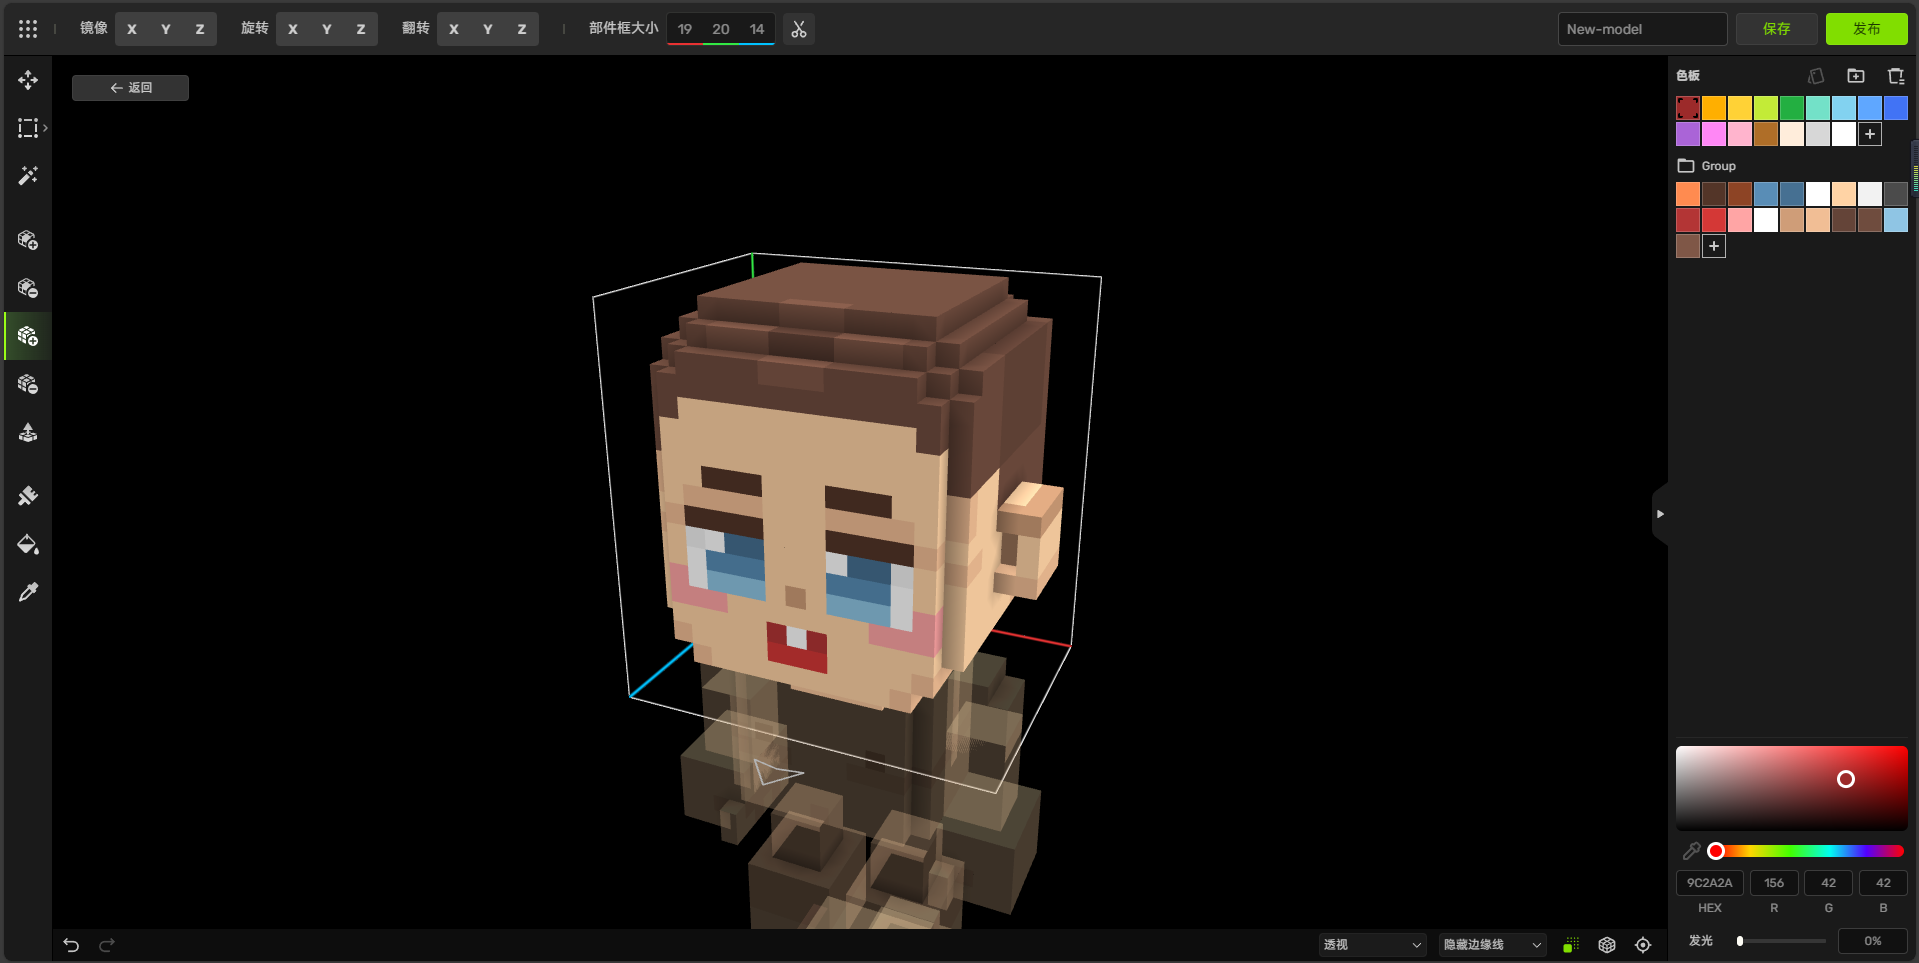 镜像 X Y Z 旋转 X Y Z 翻转 X Y Z 部件框大小 19 20 14 New-model 保存 发布
返回
色板
Group
9C2A2A 156 42 42
HEX R G B
发光 0%
透视 隐藏边缘线